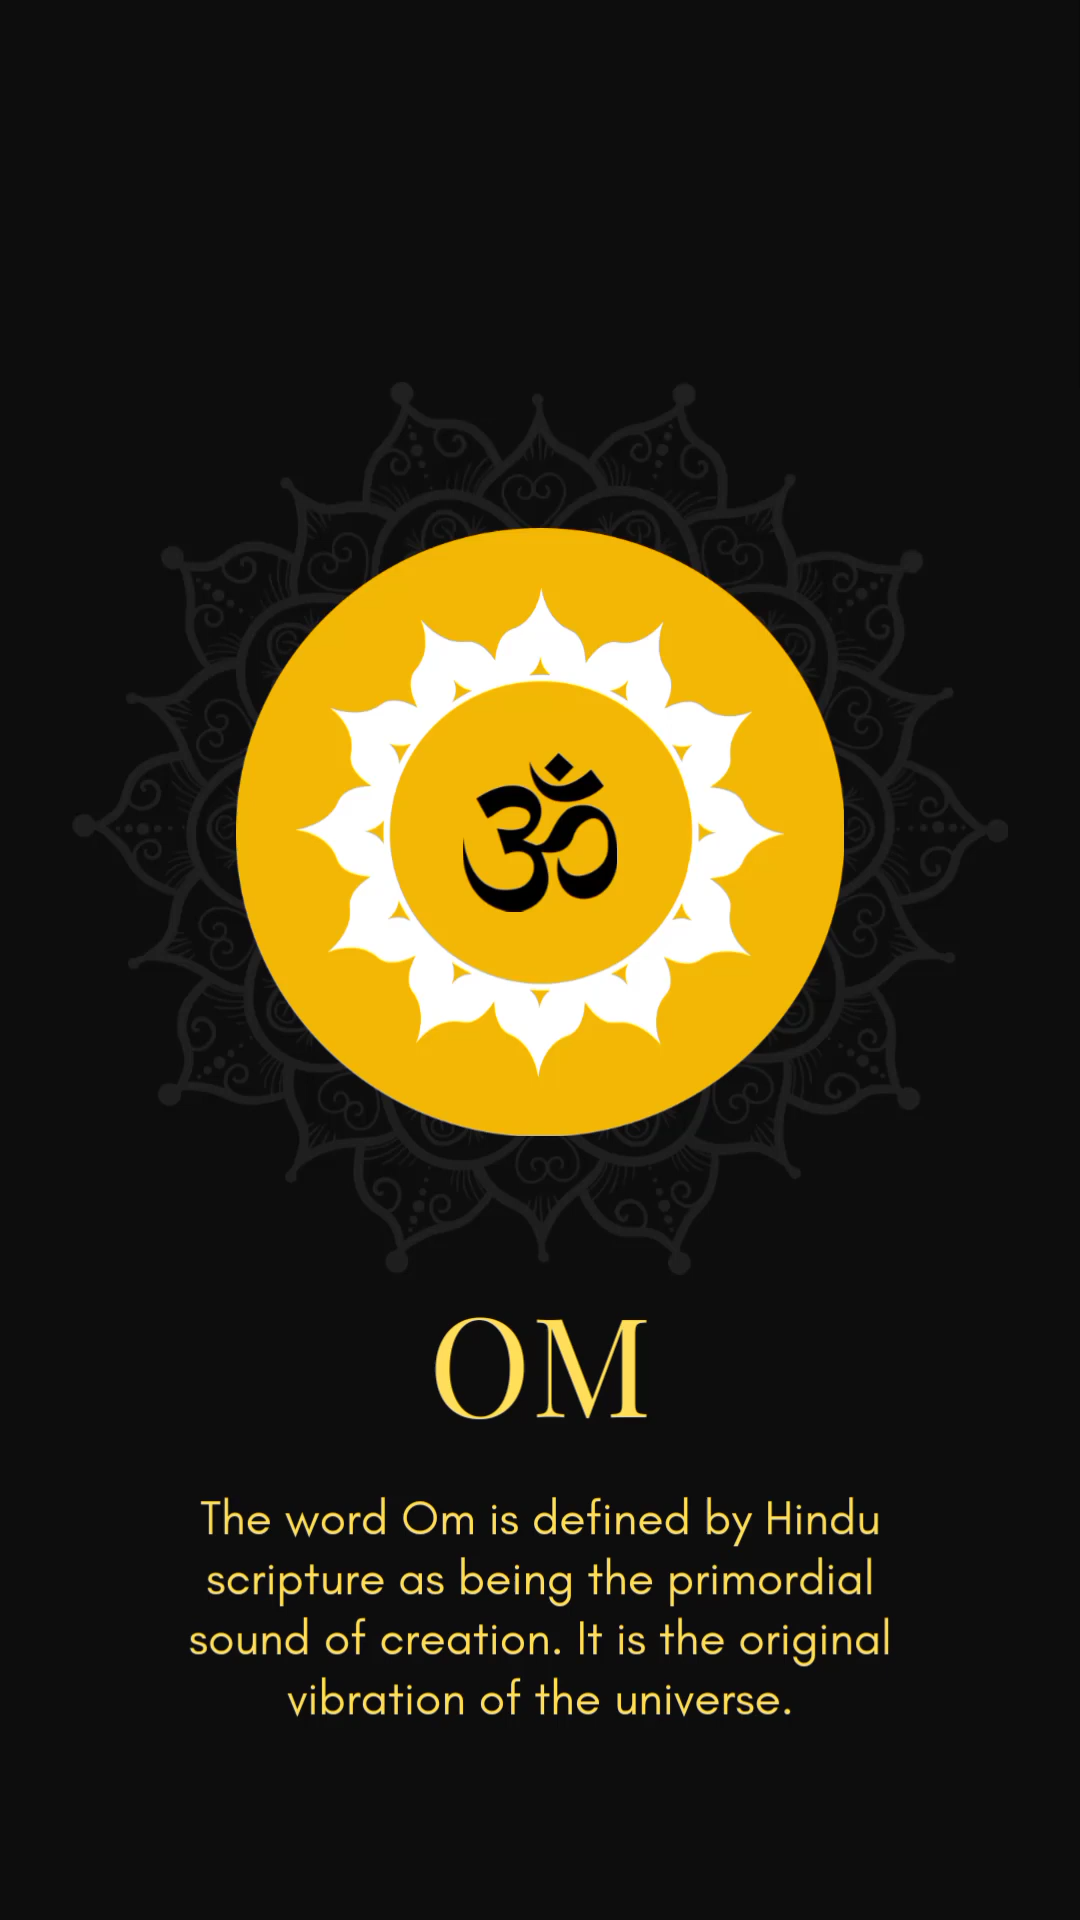 ॐ
OM
The word Om is defined by Hindu
scripture as being the primordial
sound of creation. It is the original
vibration of the universe.